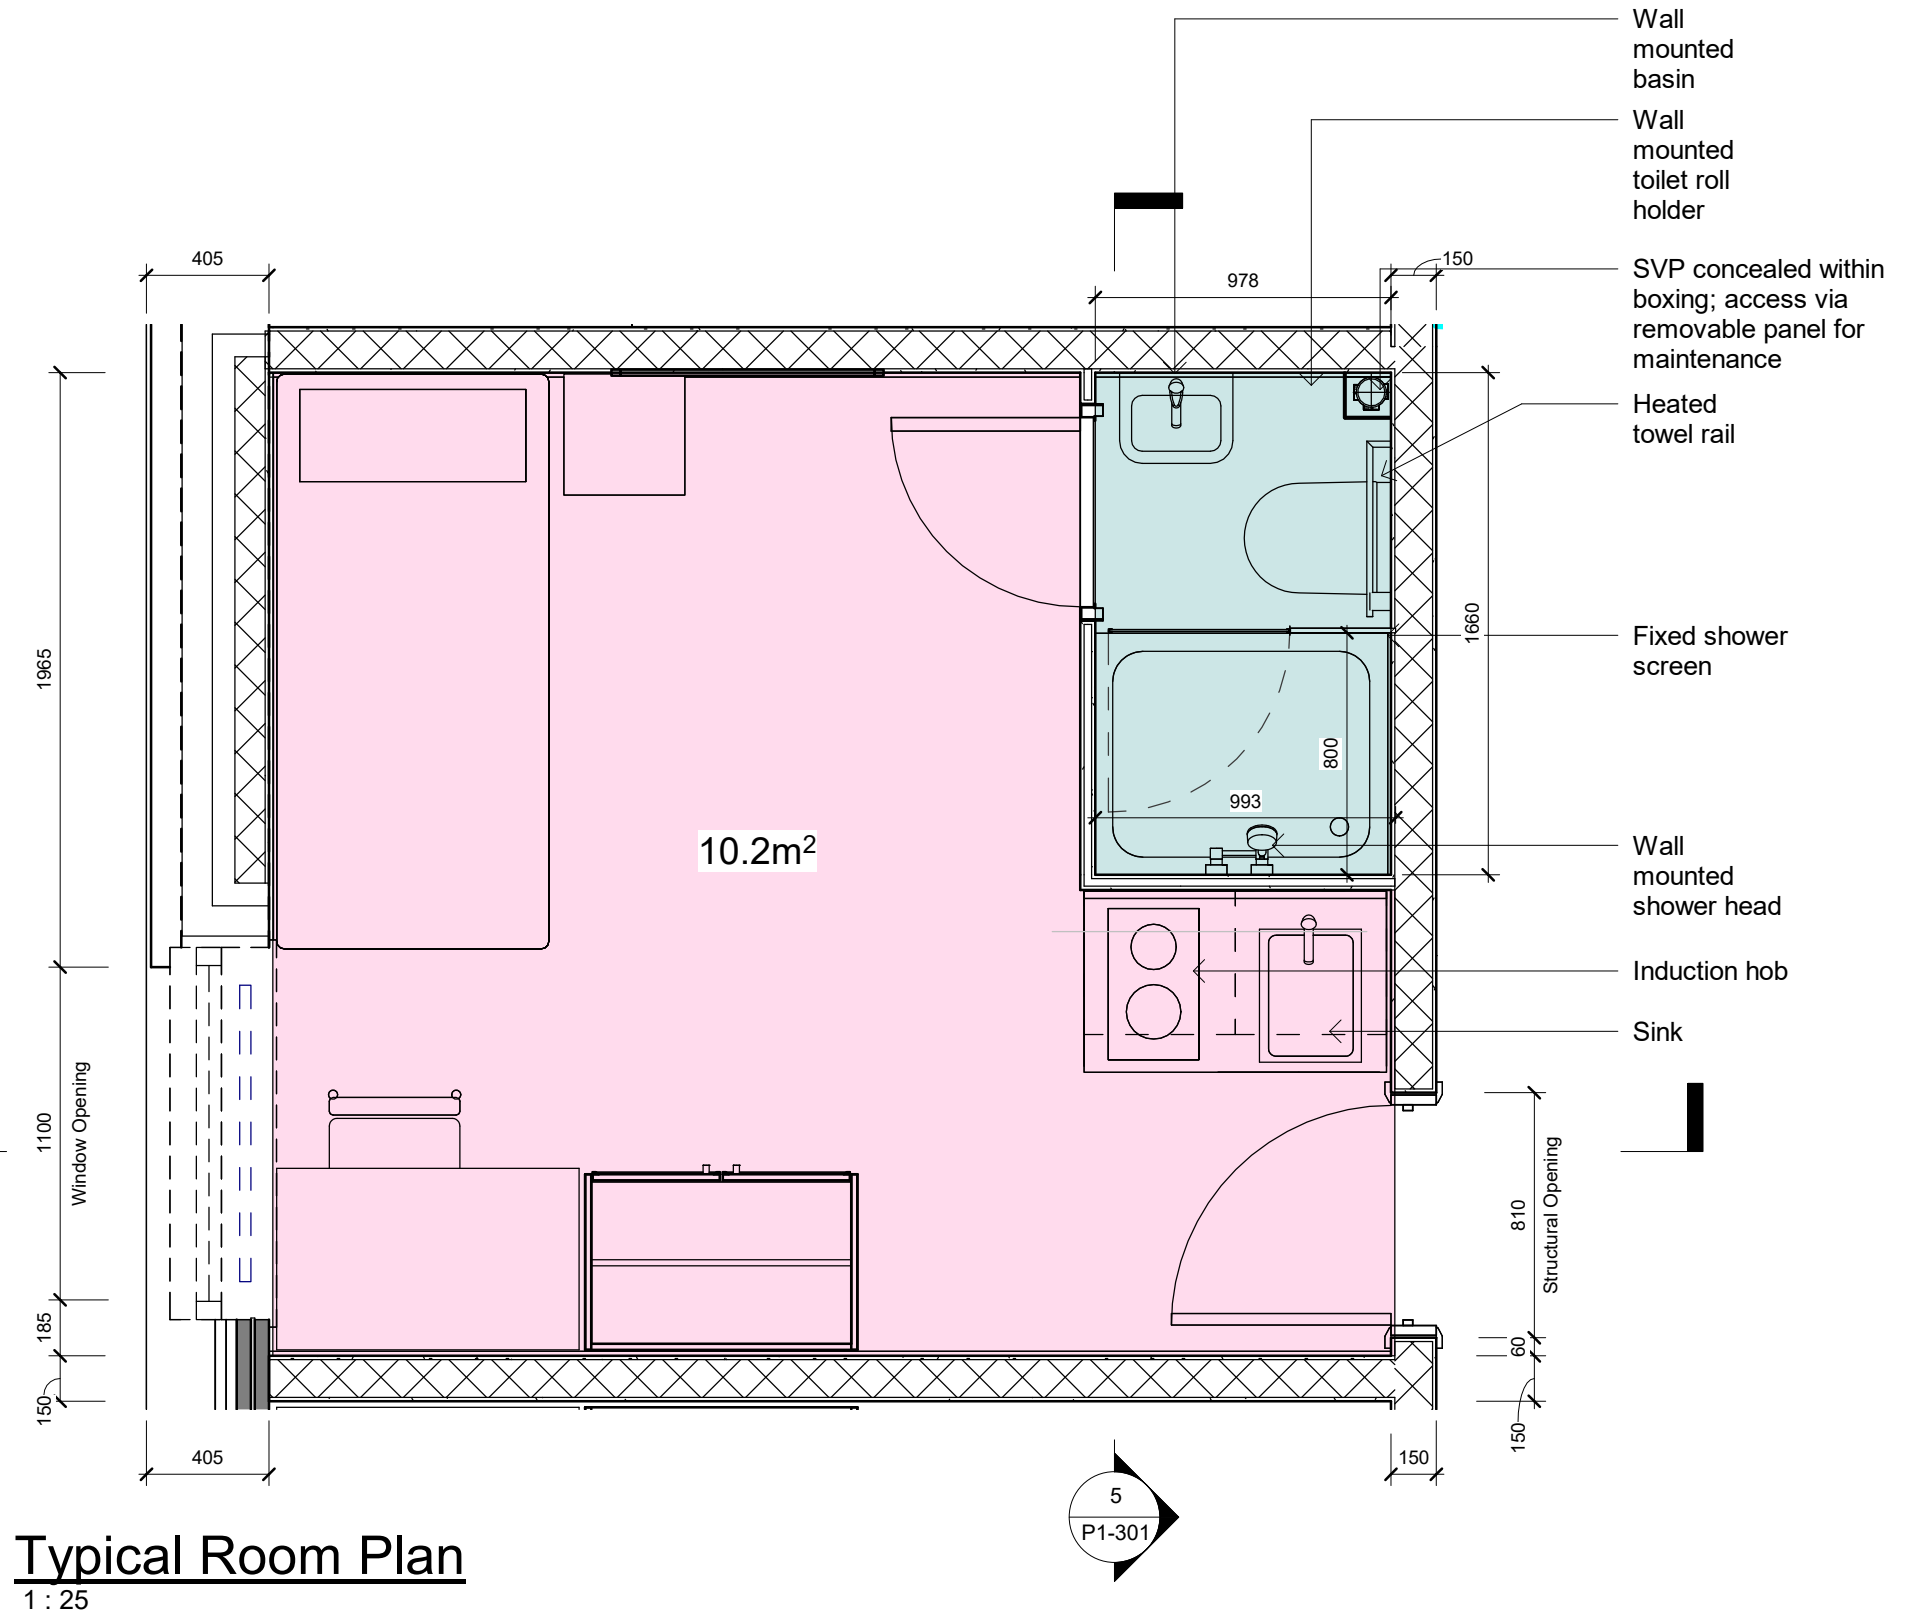 Wall
mounted
basin
Wall
mounted
toilet roll
holder
SVP concealed within
boxing; access via
removable panel for
maintenance
Heated
towel rail
Fixed shower
screen
Wall
mounted
shower head
Induction hob
Sink
405
978
150
1965
1660
800
993
10.2m²
1100
Window Opening
185
150
810
Structural Opening
60
150
405
150
5
P1-301
Typical Room Plan
1 : 25